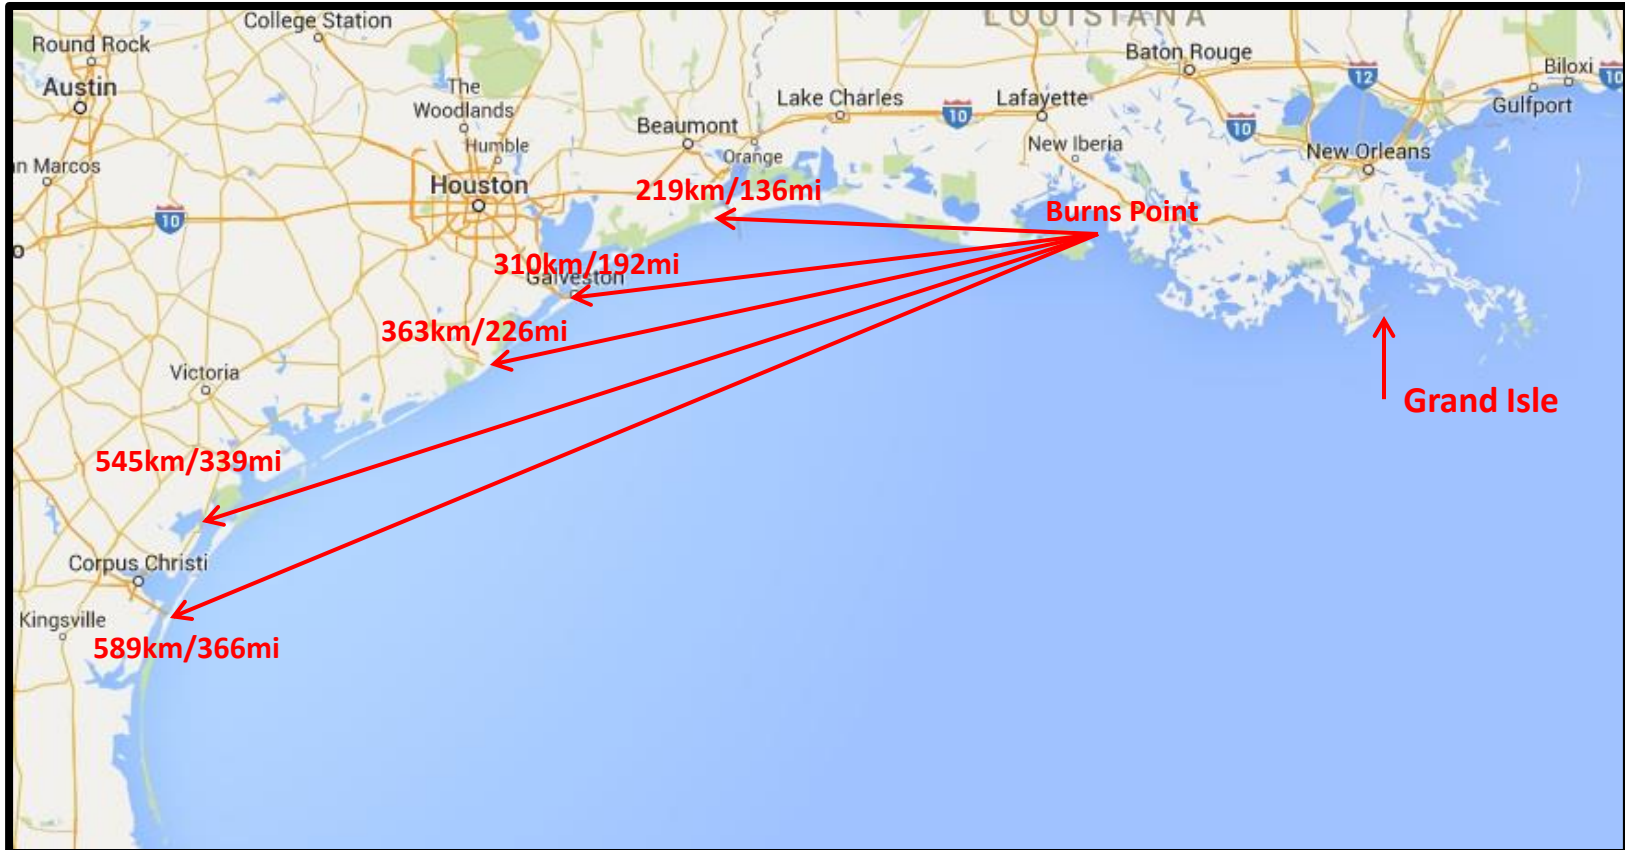 LOUISIANA
College Station
Round Rock
Austin
Baton Rouge
Biloxi
10
12
The
Woodlands
Lake Charles
10
Lafayette
Gulfport
Beaumont
10
Humble
Orange
New Iberia
New Orleans
n Marcos
Houston
219km/136mi
10
Burns Point
o
310km/192mi
Galveston
363km/226mi
Victoria
Grand Isle
545km/339mi
Corpus Christi
Kingsville
589km/366mi